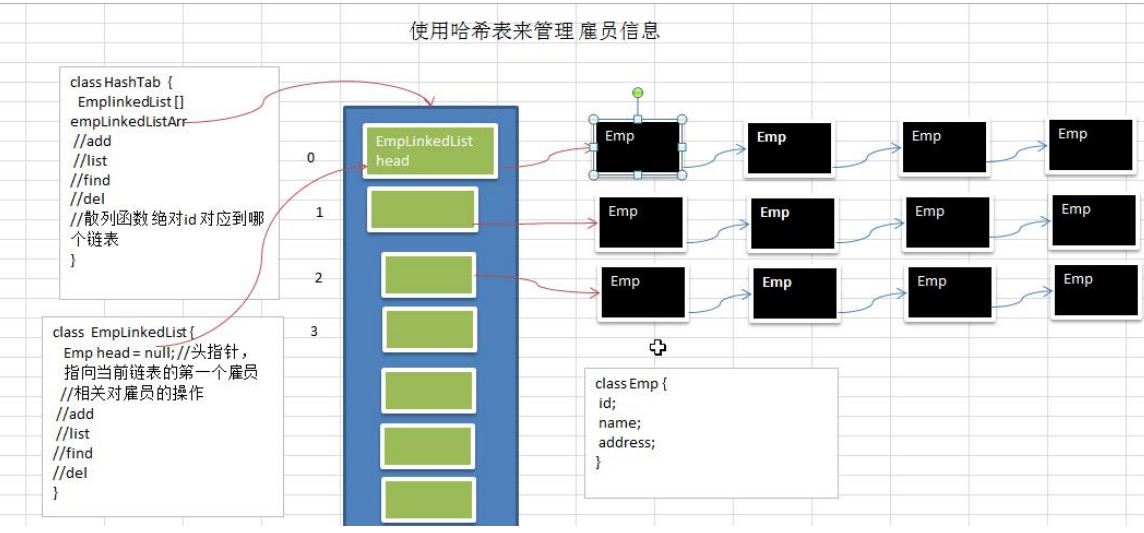 使用哈希表来管理 雇员信息
class HashTab {
EmplinkedList []
empLinkedListArr
//add
//list
//find
//del
//散列函数 绝对id 对应到哪
个链表
}
class EmpLinkedList {
Emp head = null; //头指针，
指向当前链表的第一个雇员
//相关对雇员的操作
//add
//list
//find
//del
}
0
1
2
3
EmpLinkedList
head
Emp
Emp
Emp
Emp
Emp
Emp
Emp
Emp
Emp
Emp
Emp
Emp
class Emp {
id;
name;
address;
}